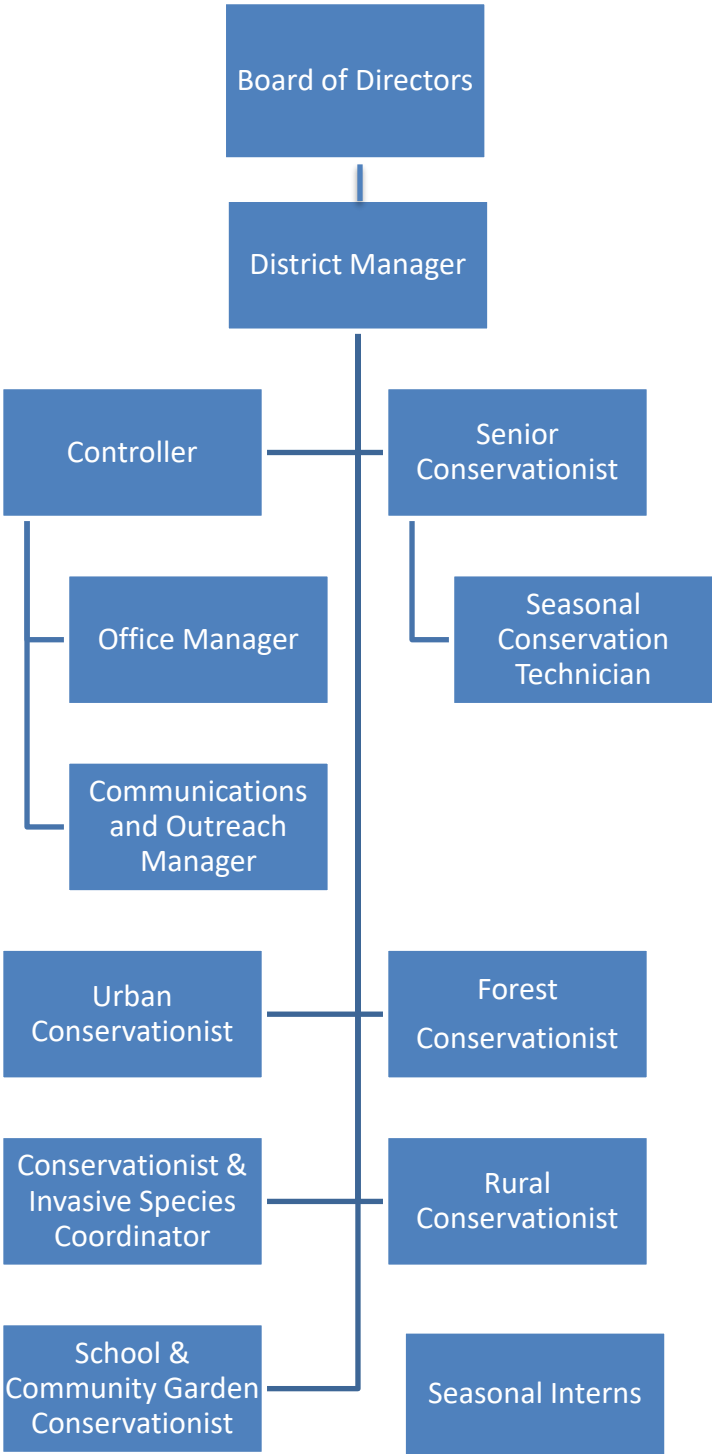 Board of Directors
District Manager
Controller
Senior
Conservationist
Office Manager
Seasonal
Conservation
Technician
Communications
and Outreach
Manager
Urban
Conservationist
Forest
Conservationist
Conservationist &
Invasive Species
Coordinator
Rural
Conservationist
School &
Community Garden
Conservationist
Seasonal Interns